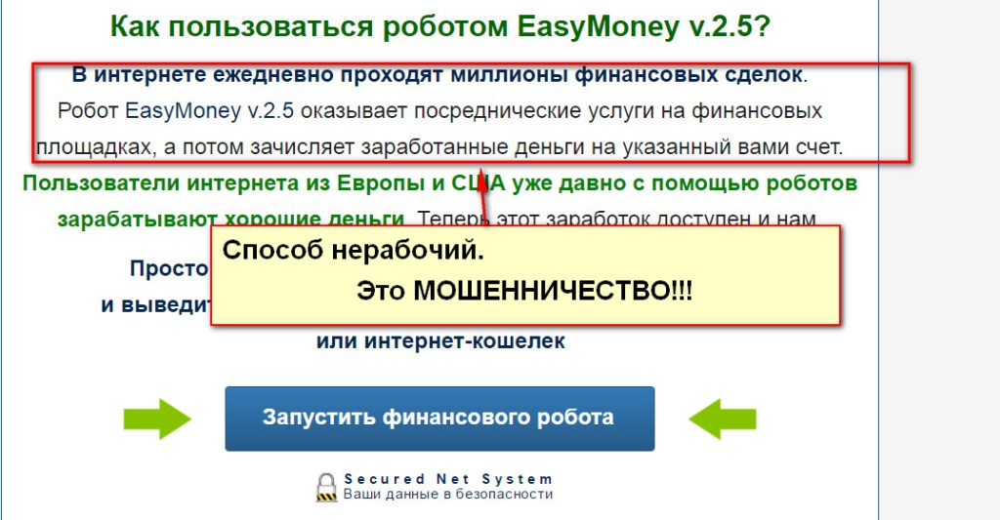 Как пользоваться роботом EasyMoney v.2.5?
В интернете ежедневно проходят миллионы финансовых сделок.
Робот EasyMoney v.2.5 оказывает посреднические услуги на финансовых
площадках, а потом зачисляет заработанные деньги на указанный вами счет.
Пользователи интернета из Европы и США уже давно с помощью роботов
зарабатывают хорошие деньги. Теперь этот заработок доступен и нам
Способ нерабочий.
Это МОШЕННИЧЕСТВО!!!
Просто
и выведит
или интернет-кошелек
Запустить финансового робота
Secured Net System
Ваши данные в безопасности